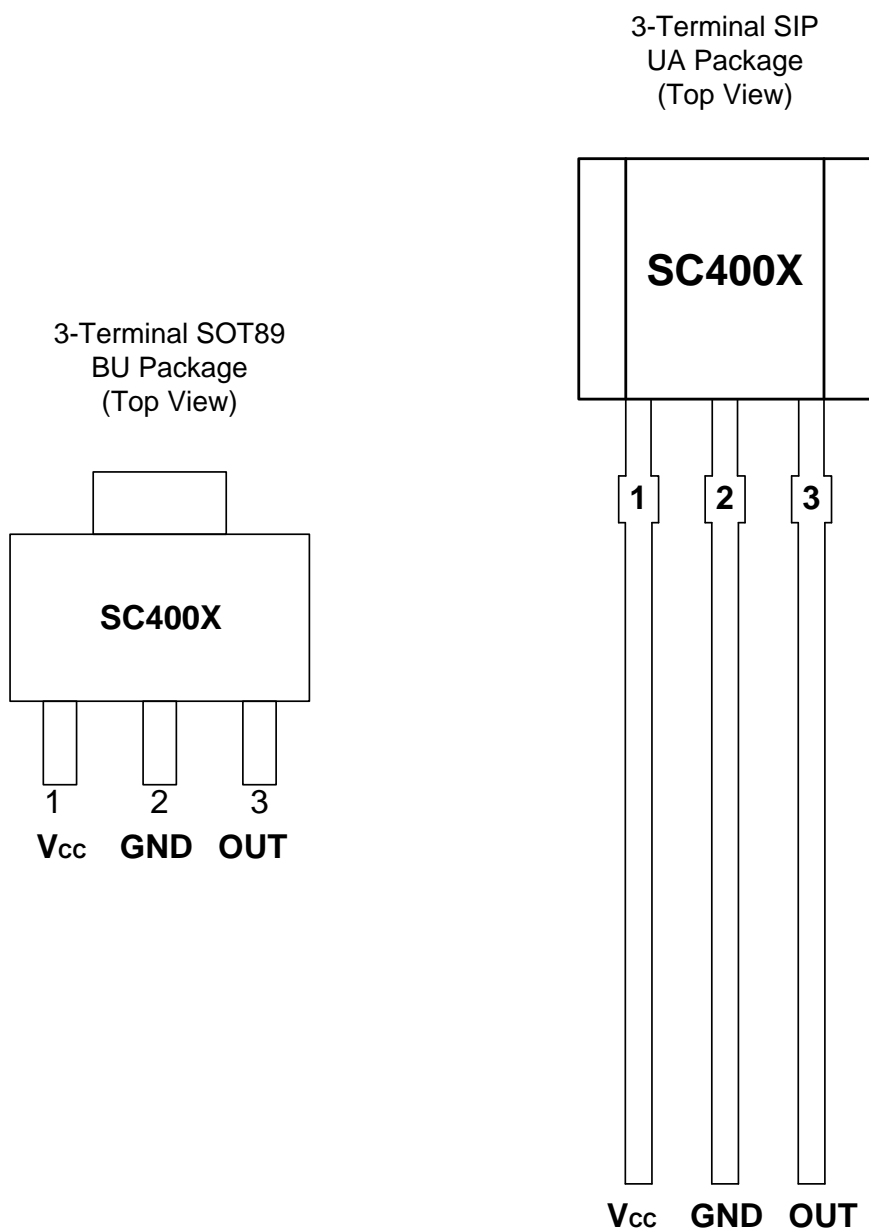 3-Terminal SIP
UA Package
(Top View)
SC400X
1 2 3
VCC GND OUT
3-Terminal SOT89
BU Package
(Top View)
SC400X
1 2 3
VCC GND OUT